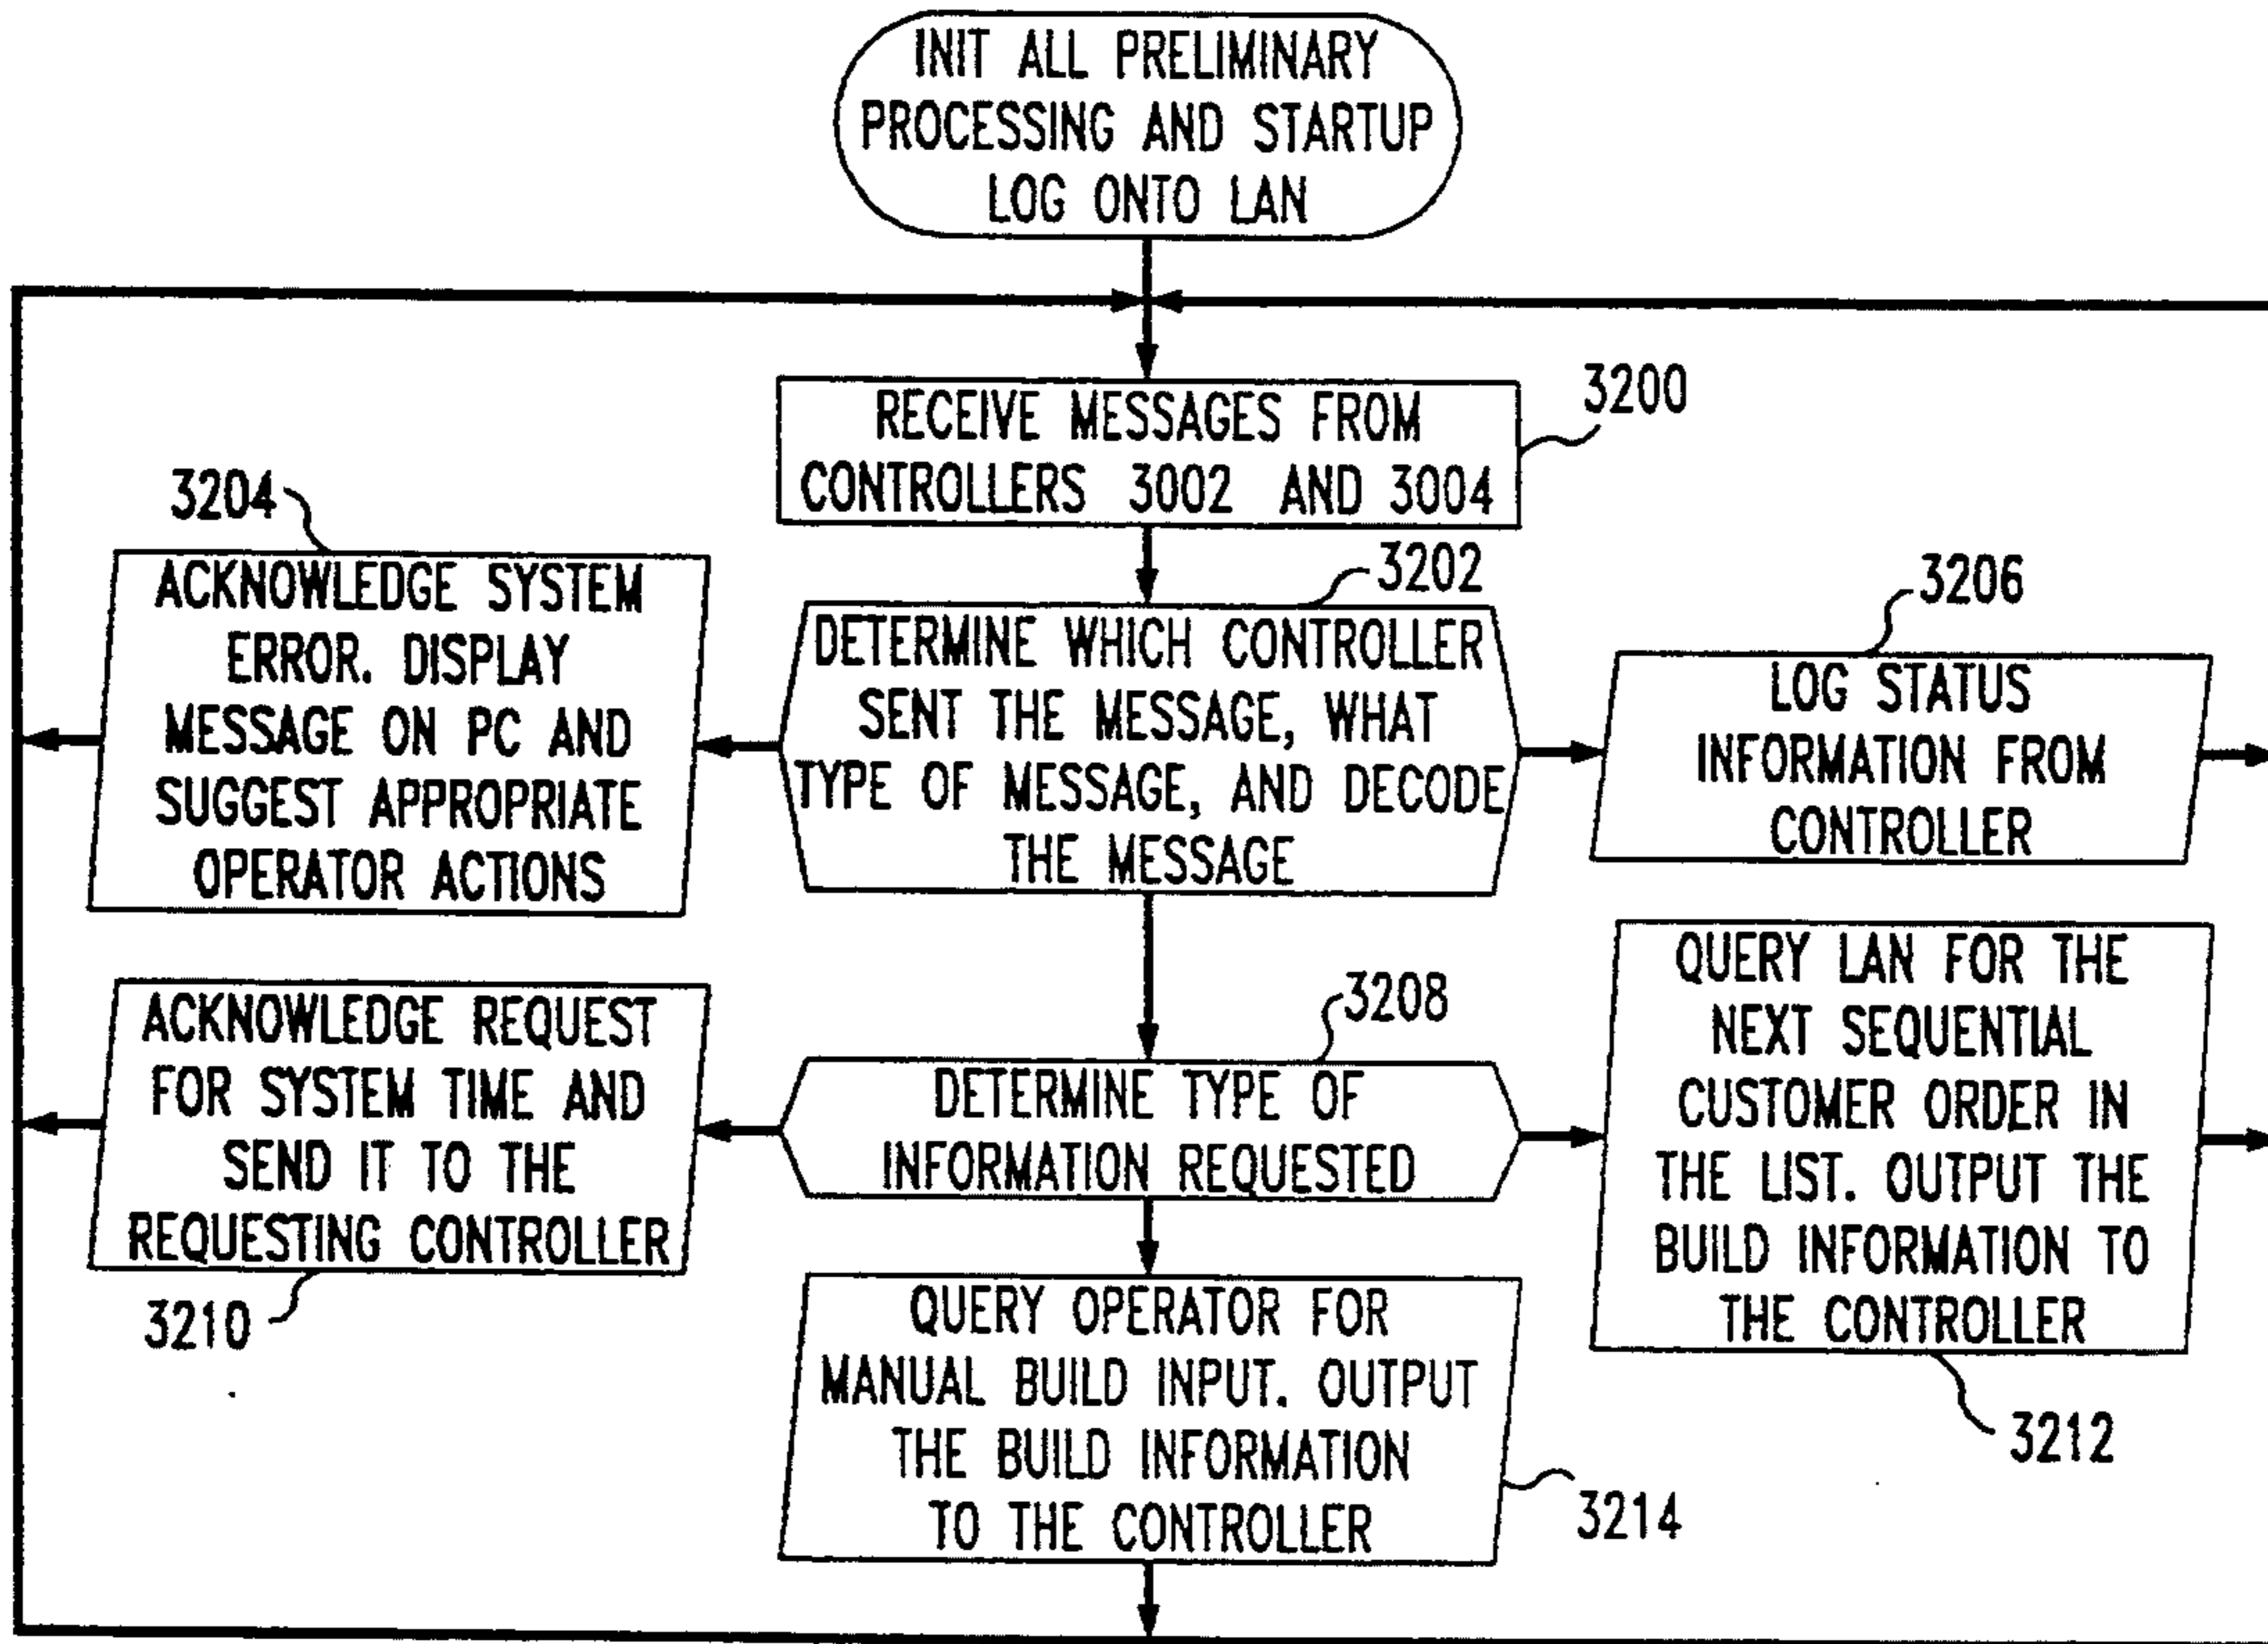 INIT ALL PRELIMINARY
PROCESSING AND STARTUP
LOG ONTO LAN
RECEIVE MESSAGES FROM
CONTROLLERS 3002 AND 3004
3200
3204
ACKNOWLEDGE SYSTEM
ERROR. DISPLAY
MESSAGE ON PC AND
SUGGEST APPROPRIATE
OPERATOR ACTIONS
3202
DETERMINE WHICH CONTROLLER
SENT THE MESSAGE, WHAT
TYPE OF MESSAGE, AND DECODE
THE MESSAGE
3206
LOG STATUS
INFORMATION FROM
CONTROLLER
ACKNOWLEDGE REQUEST
FOR SYSTEM TIME AND
SEND IT TO THE
REQUESTING CONTROLLER
3210
3208
DETERMINE TYPE OF
INFORMATION REQUESTED
QUERY LAN FOR THE
NEXT SEQUENTIAL
CUSTOMER ORDER IN
THE LIST. OUTPUT THE
BUILD INFORMATION TO
THE CONTROLLER
3212
QUERY OPERATOR FOR
MANUAL BUILD INPUT. OUTPUT
THE BUILD INFORMATION
TO THE CONTROLLER
3214